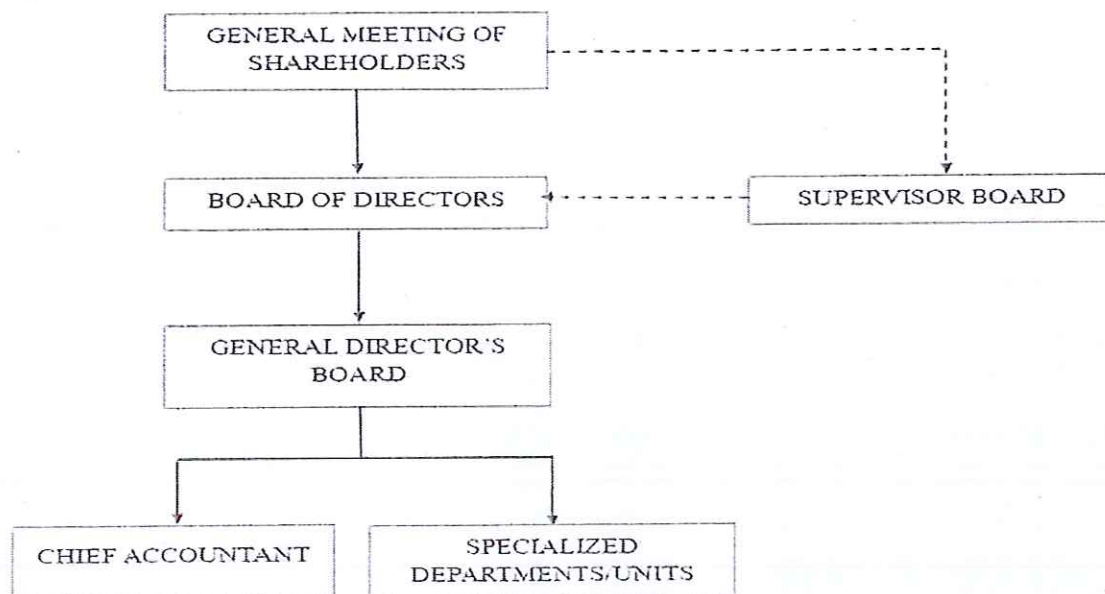 GENERAL MEETING OF
SHAREHOLDERS
BOARD OF DIRECTORS
SUPERVISOR BOARD
GENERAL DIRECTOR'S
BOARD
CHIEF ACCOUNTANT
SPECIALIZED
DEPARTMENTS/UNITS